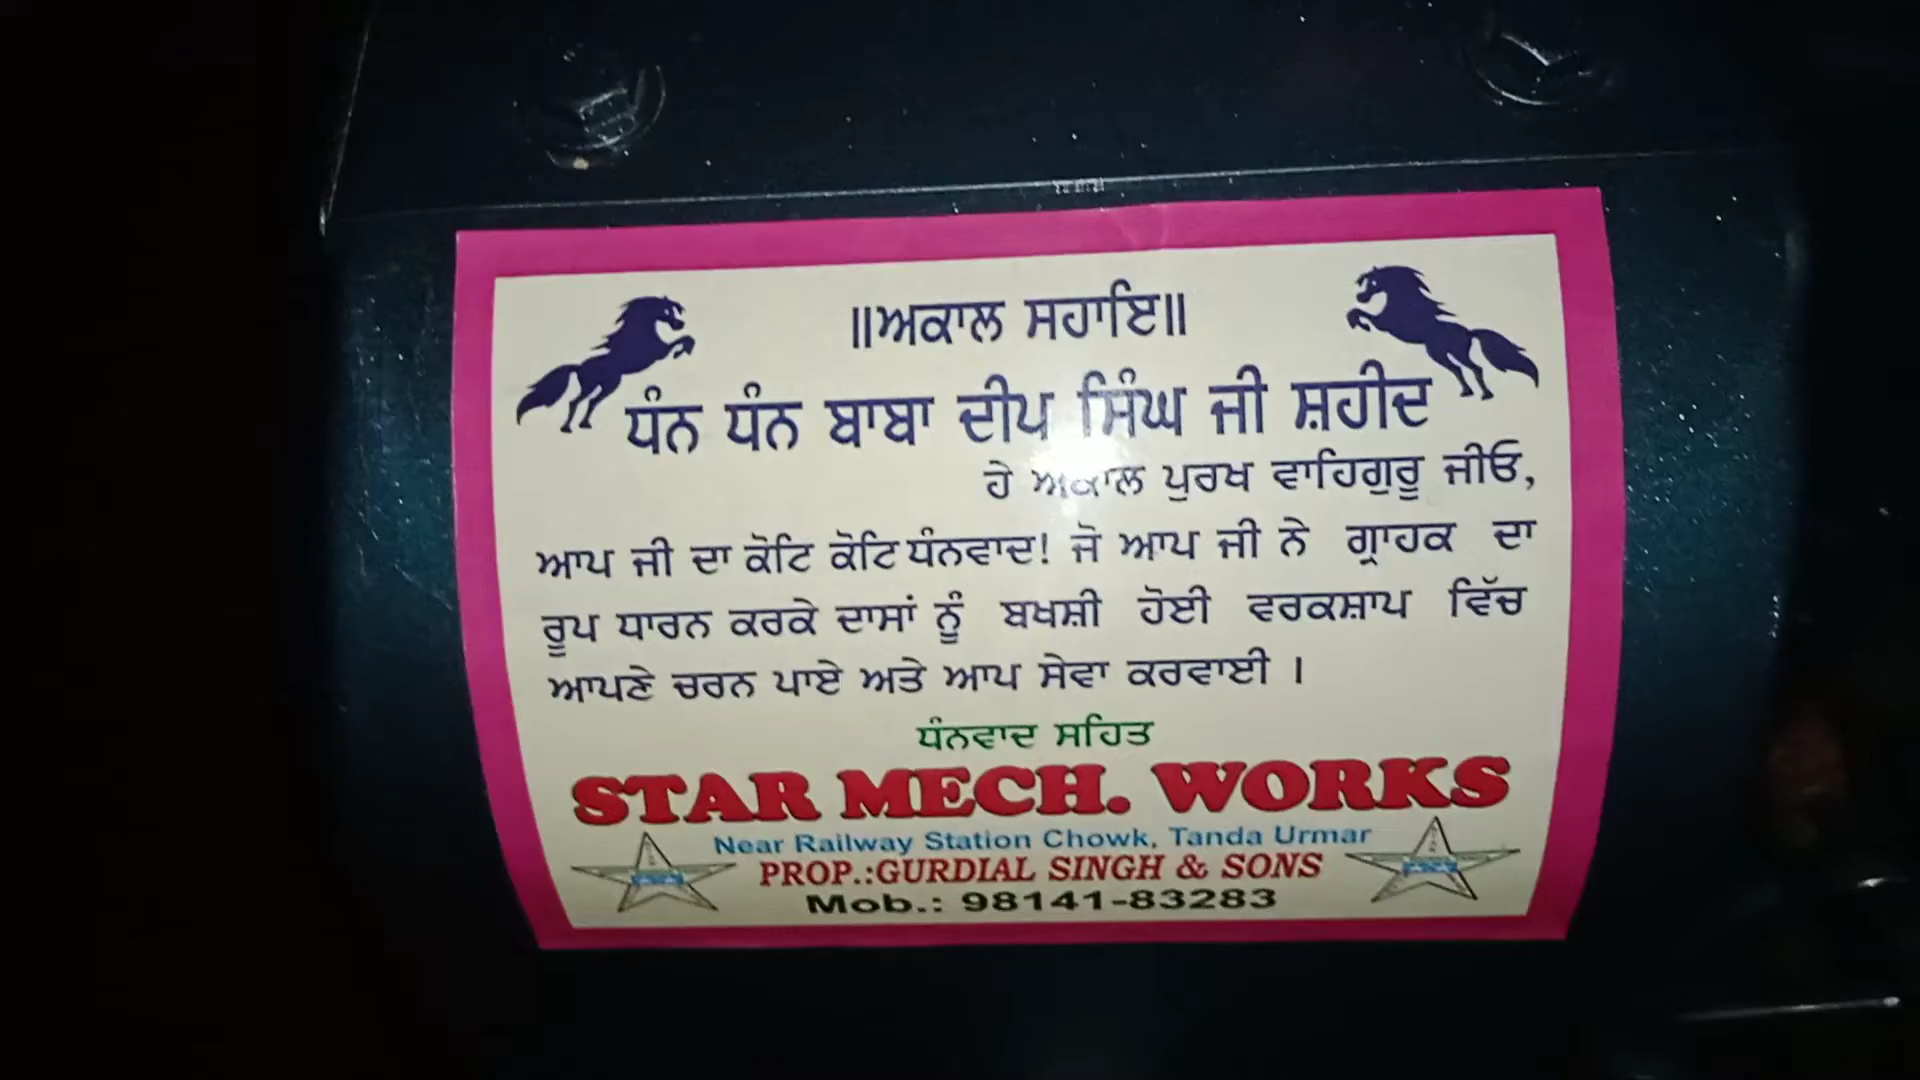 ॥ਅਕਾਲ ਸਹਾਇ॥
ਧੰਨ ਧੰਨ ਬਾਬਾ ਦੀਪ ਸਿੰਘ ਜੀ ਸ਼ਹੀਦ
ਹੇ ਅਕਾਲ ਪੁਰਖ ਵਾਹਿਗੁਰੂ ਜੀਓ,
ਆਪ ਜੀ ਦਾ ਕੋਟਿ ਕੋਟਿ ਧੰਨਵਾਦ! ਜੋ ਆਪ ਜੀ ਨੇ ਗ੍ਰਾਹਕ ਦਾ
ਰੂਪ ਧਾਰਨ ਕਰਕੇ ਦਾਸਾਂ ਨੂੰ ਬਖਸ਼ੀ ਹੋਈ ਵਰਕਸ਼ਾਪ ਵਿੱਚ
ਆਪਣੇ ਚਰਨ ਪਾਏ ਅਤੇ ਆਪ ਸੇਵਾ ਕਰਵਾਈ ।
ਧੰਨਵਾਦ ਸਹਿਤ
STAR MECH. WORKS
Near Railway Station Chowk, Tanda Urmar
PROP.:GURDIAL SINGH & SONS
Mob.: 98141-83283